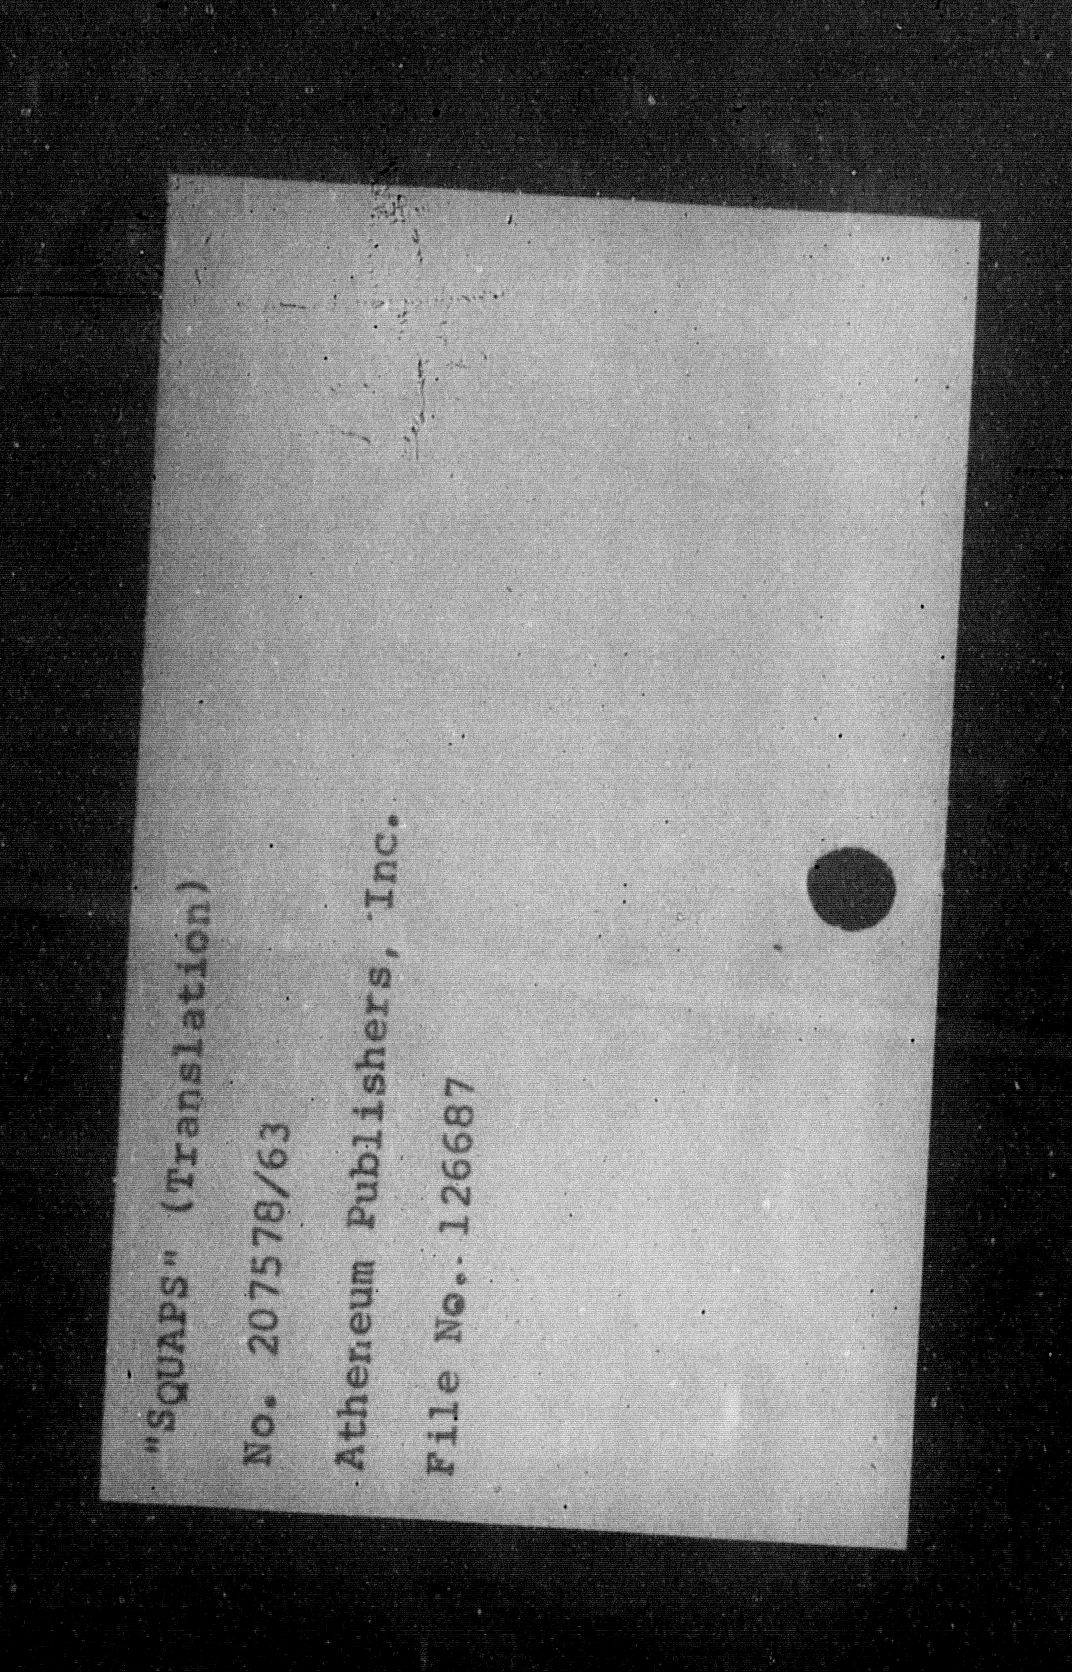 "SQUAPS" (Translation)
No. 207578/63
Atheneum Publishers, Inc.
File No. 126687